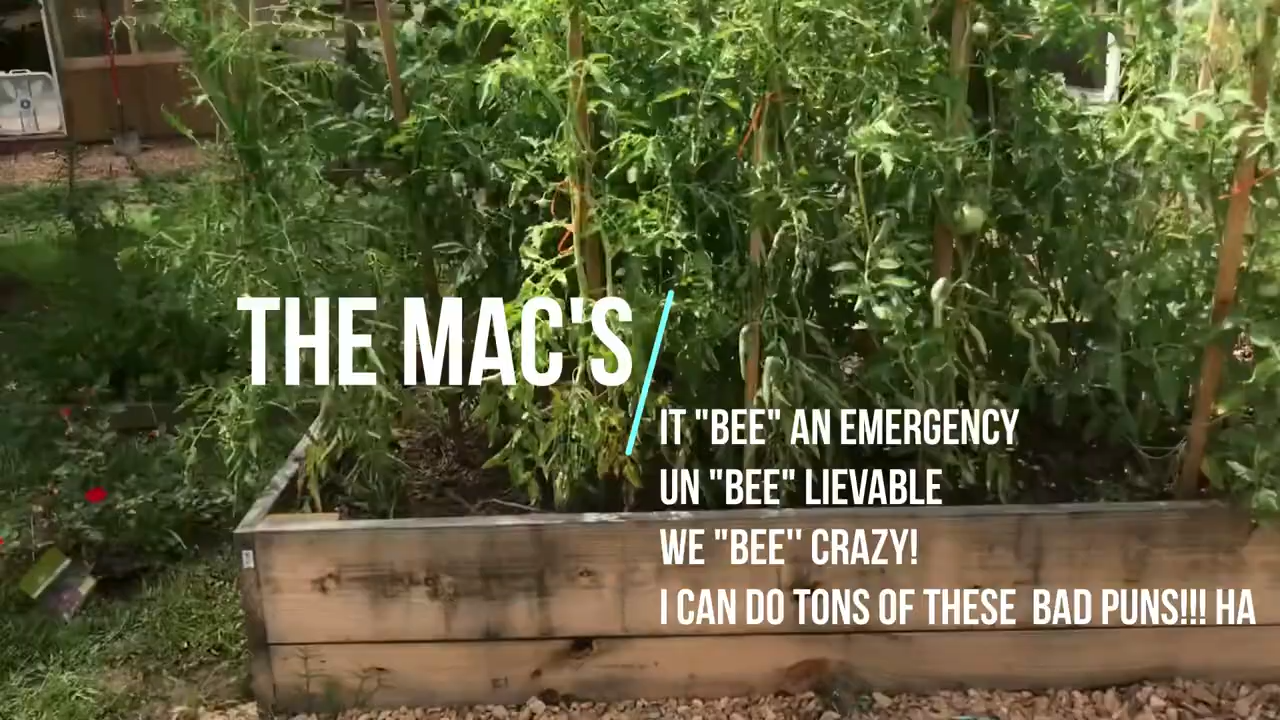 THE MAC'S
IT "BEE" AN EMERGENCY
UN "BEE" LIEVABLE
WE "BEE" CRAZY!
I CAN DO TONS OF THESE BAD PUNS!!! HA